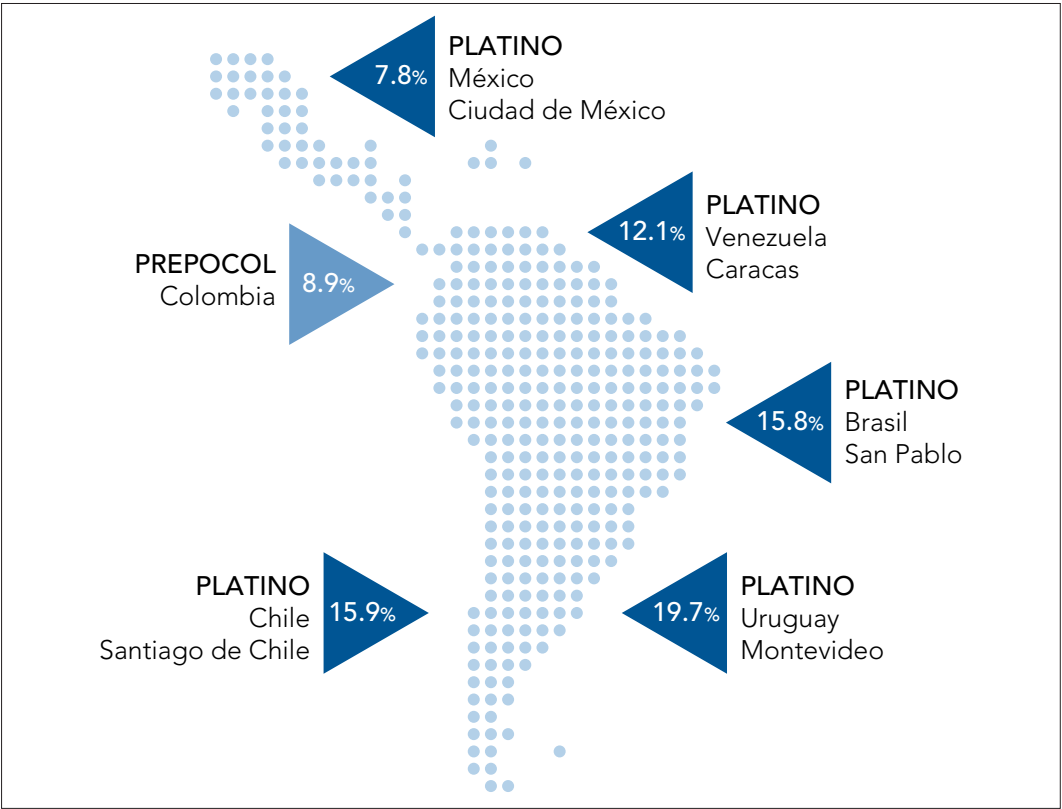 PLATINO
7.8%
México
Ciudad de México
PLATINO
12.1%
Venezuela
Caracas
PREPOCOL
8.9%
Colombia
PLATINO
15.8%
Brasil
San Pablo
PLATINO
15.9%
Chile
Santiago de Chile
PLATINO
19.7%
Uruguay
Montevideo